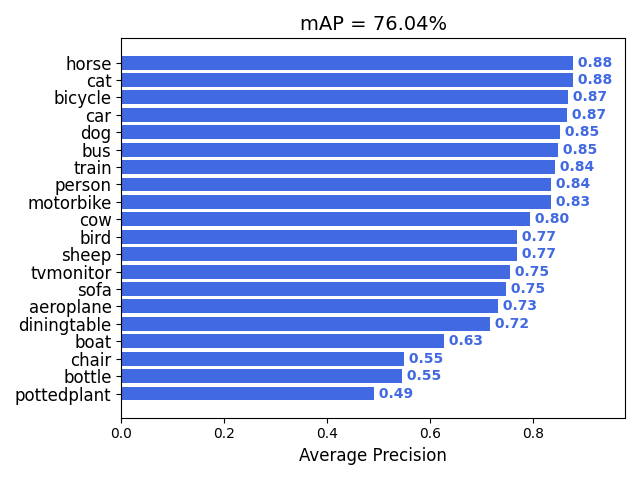 mAP = 76.04%
horse 0.88
cat 0.88
bicycle 0.87
car 0.87
dog 0.85
bus 0.85
train 0.84
person 0.84
motorbike 0.83
cow 0.80
bird 0.77
sheep 0.77
tvmonitor 0.75
sofa 0.75
aeroplane 0.73
diningtable 0.72
boat 0.63
chair 0.55
bottle 0.55
pottedplant 0.49
0.0 0.2 0.4 0.6 0.8
Average Precision